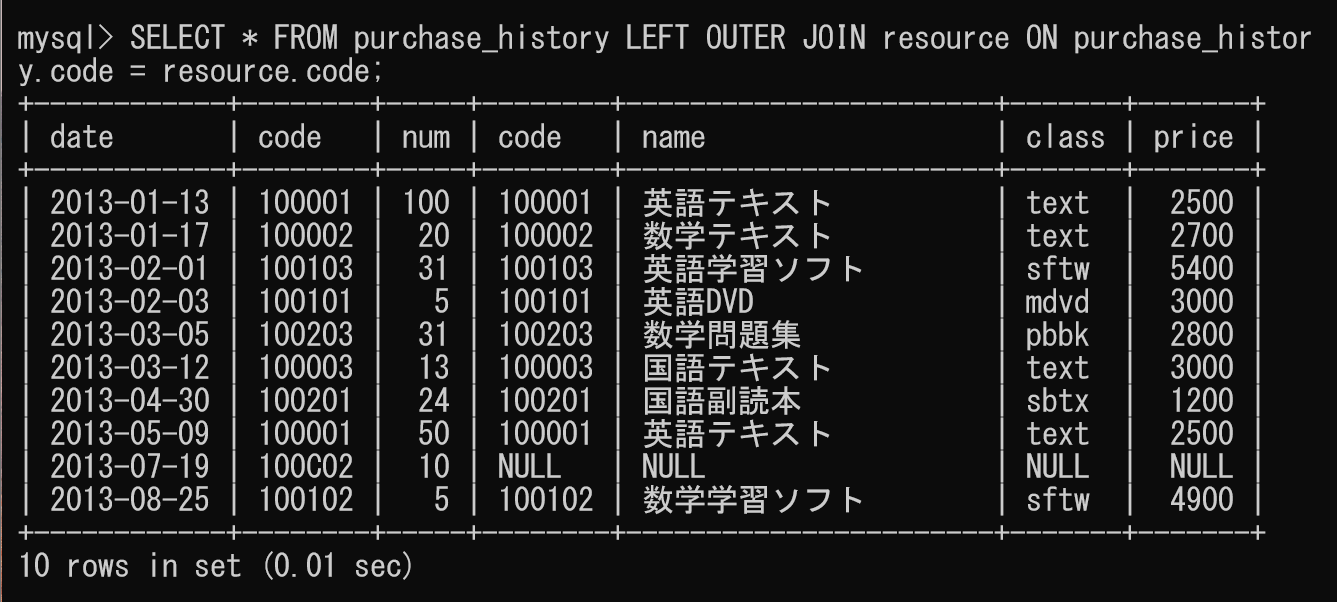 mysql> SELECT * FROM purchase_history LEFT OUTER JOIN resource ON purchase_histor
y.code = resource.code;
+------------+--------+-----+--------+-----------------------+-------+-------+
| date       | code   | num | code   | name                  | class | price |
+------------+--------+-----+--------+-----------------------+-------+-------+
| 2013-01-13 | 100001 | 100 | 100001 | 英語テキスト          | text  |  2500 |
| 2013-01-17 | 100002 |  20 | 100002 | 数学テキスト          | text  |  2700 |
| 2013-02-01 | 100103 |  31 | 100103 | 英語学習ソフト        | sftw  |  5400 |
| 2013-02-03 | 100101 |   5 | 100101 | 英語DVD               | mdvd  |  3000 |
| 2013-03-05 | 100203 |  31 | 100203 | 数学問題集            | pbbk  |  2800 |
| 2013-03-12 | 100003 |  13 | 100003 | 国語テキスト          | text  |  3000 |
| 2013-04-30 | 100201 |  24 | 100201 | 国語副読本            | sbtx  |  1200 |
| 2013-05-09 | 100001 |  50 | 100001 | 英語テキスト          | text  |  2500 |
| 2013-07-19 | 100C02 |  10 | NULL   | NULL                  | NULL  |  NULL |
| 2013-08-25 | 100102 |   5 | 100102 | 数学学習ソフト        | sftw  |  4900 |
+------------+--------+-----+--------+-----------------------+-------+-------+
10 rows in set (0.01 sec)